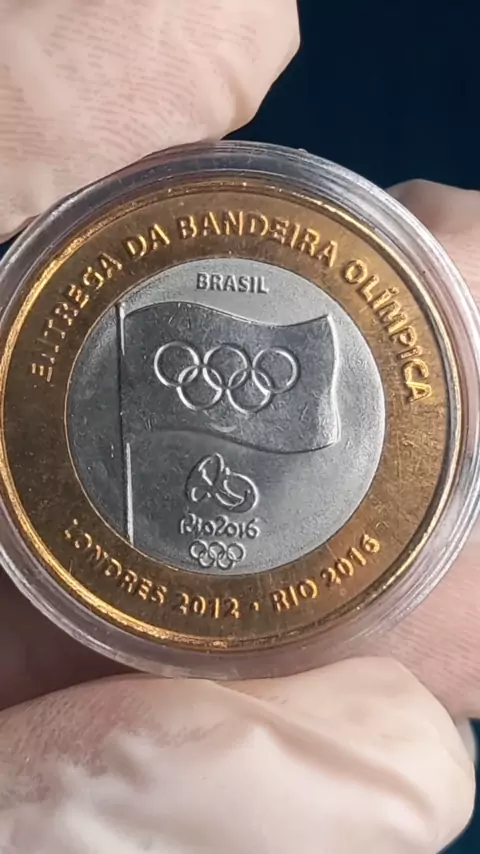 ENTREGA DA BANDEIRA OLÍMPICA
BRASIL
Rio2016
LONDRES 2012 • RIO 2016